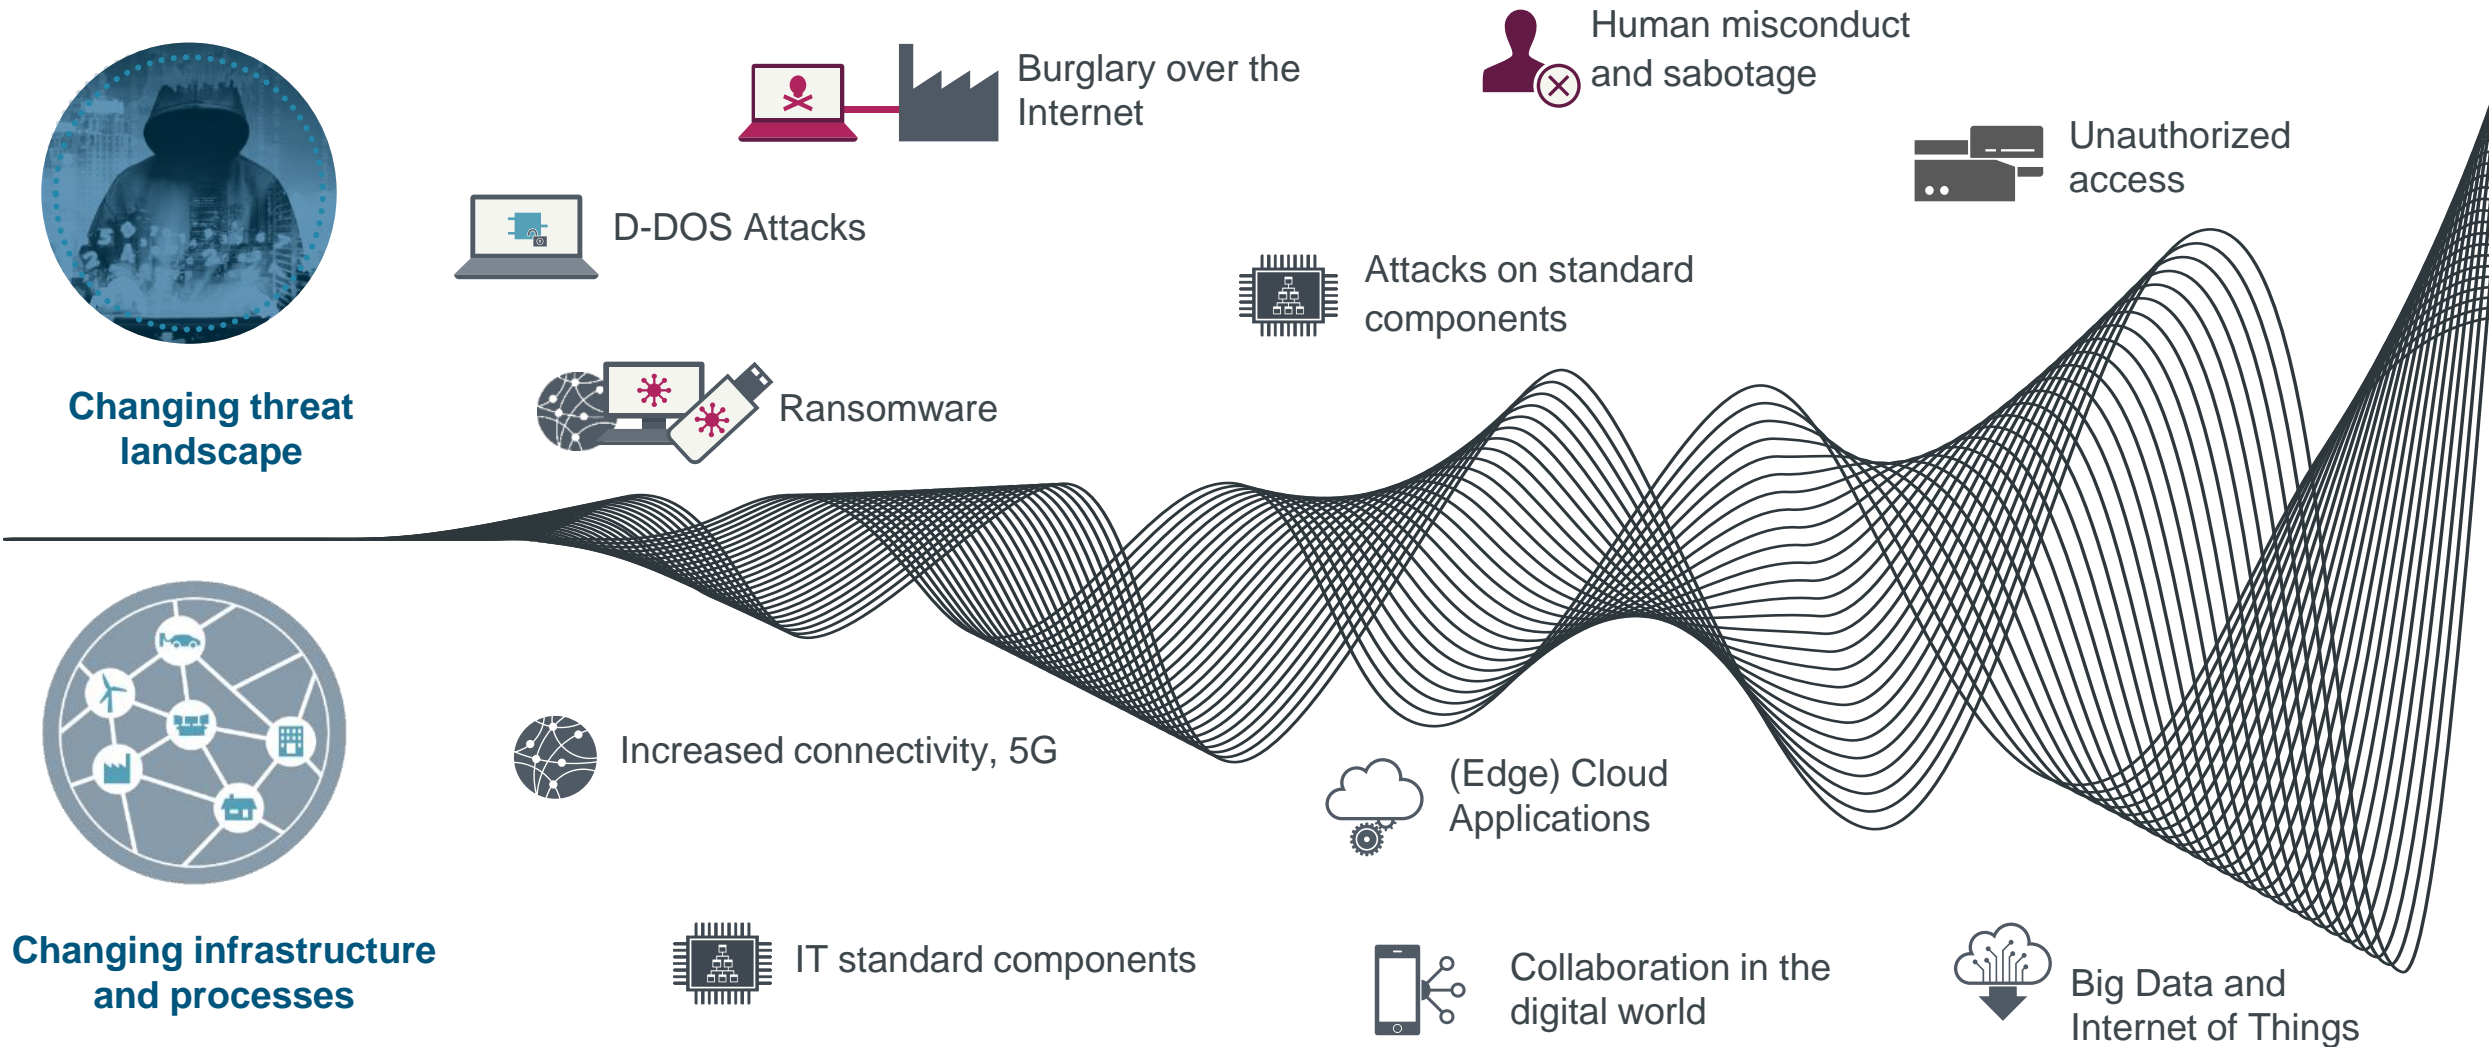 Human misconduct
and sabotage
Burglary over the
Internet
Unauthorized
access
D-DOS Attacks
Attacks on standard
components
Ransomware
Changing threat
landscape
Increased connectivity, 5G
(Edge) Cloud
Applications
Changing infrastructure
and processes
IT standard components
Collaboration in the
digital world
Big Data and
Internet of Things